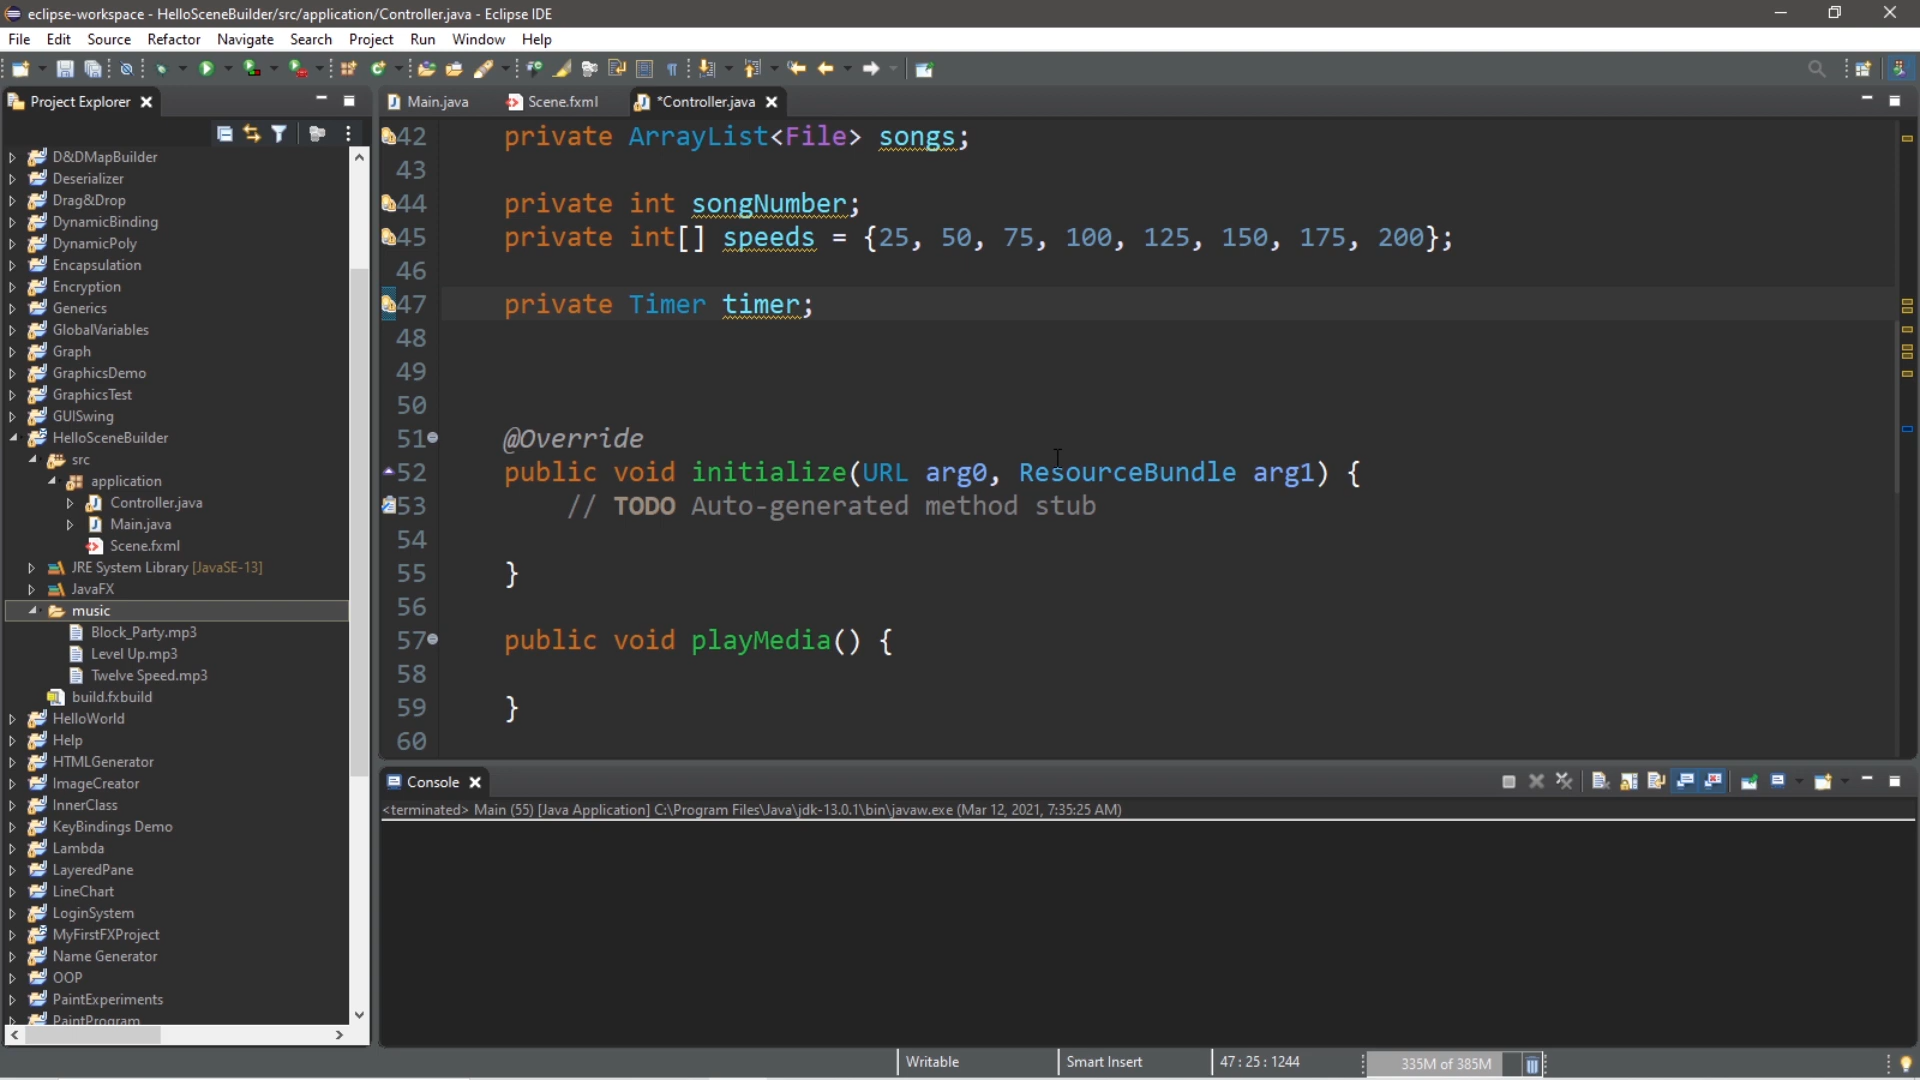 eclipse-workspace - HelloSceneBuilder/src/application/Controller.java - Eclipse IDE
File Edit Source Refactor Navigate Search Project Run Window Help
Project Explorer
D&DMapBuilder
Deserializer
Drag&Drop
DynamicBinding
DynamicPoly
Encapsulation
Encryption
Generics
GlobalVariables
Graph
GraphicsDemo
GraphicsTest
GUISwing
HelloSceneBuilder
src
application
Controller.java
Main.java
Scene.fxml
JRE System Library [JavaSE-13]
JavaFX
music
Block_Party.mp3
Level Up.mp3
Twelve Speed.mp3
build.fxbuild
HelloWorld
Help
HTMLGenerator
ImageCreator
InnerClass
KeyBindings Demo
Lambda
LayeredPane
LineChart
LoginSystem
MyFirstFXProject
Name Generator
OOP
PaintExperiments
PaintProgram
Main.java Scene.fxml *Controller.java
42 private ArrayList<File> songs;
43
44 private int songNumber;
45 private int[] speeds = {25, 50, 75, 100, 125, 150, 175, 200};
46
47 private Timer timer;
48
49
50
51 @Override
52 public void initialize(URL arg0, ResourceBundle arg1) {
53 // TODO Auto-generated method stub
54
55 }
56
57 public void playMedia() {
58
59 }
60
Console
<terminated> Main (55) [Java Application] C:\Program Files\Java\jdk-13.0.1\bin\javaw.exe (Mar 12, 2021, 7:35:25 AM)
Writable Smart Insert 47 : 25 : 1244 335M of 385M